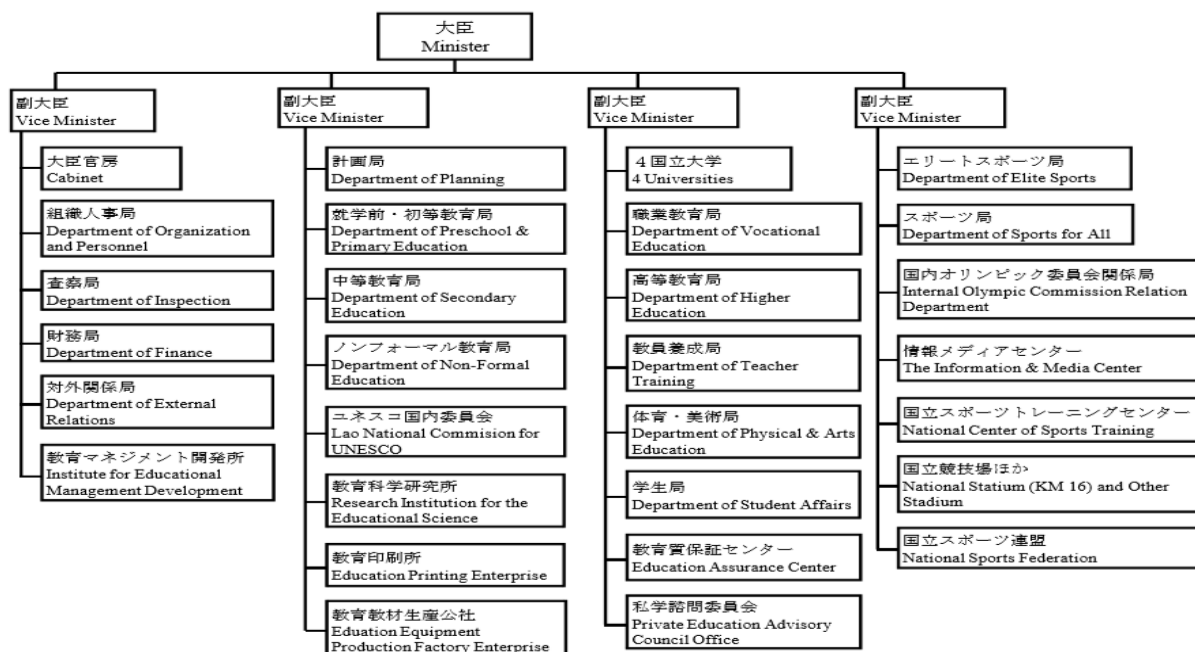 大臣
Minister
副大臣
Vice Minister
大臣官房
Cabinet
組織人事局
Department of Organization
and Personnel
査察局
Department of Inspection
財務局
Department of Finance
対外関係局
Department of External
Relations
教育マネジメント開発所
Institute for Educational
Management Development
副大臣
Vice Minister
計画局
Department of Planning
就学前・初等教育局
Department of Preschool &
Primary Education
中等教育局
Department of Secondary
Education
ノンフォーマル教育局
Department of Non-Formal
Education
ユネスコ国内委員会
Lao National Commision for
UNESCO
教育科学研究所
Research Institution for the
Educational Science
教育印刷所
Education Printing Enterprise
教育教材生産公社
Eduation Equipment
Production Factory Enterprise
副大臣
Vice Minister
４国立大学
4 Universities
職業教育局
Department of Vocational
Education
高等教育局
Department of Higher
Education
教員養成局
Department of Teacher
Training
体育・美術局
Department of Physical & Arts
Education
学生局
Department of Student Affairs
教育質保証センター
Education Assurance Center
私学諮問委員会
Private Education Advisory
Council Office
副大臣
Vice Minister
エリートスポーツ局
Department of Elite Sports
スポーツ局
Department of Sports for All
国内オリンピック委員会関係局
Internal Olympic Commission Relation
Department
情報メディアセンター
The Information & Media Center
国立スポーツトレーニングセンター
National Center of Sports Training
国立競技場ほか
National Statium (KM 16) and Other
Stadium
国立スポーツ連盟
National Sports Federation